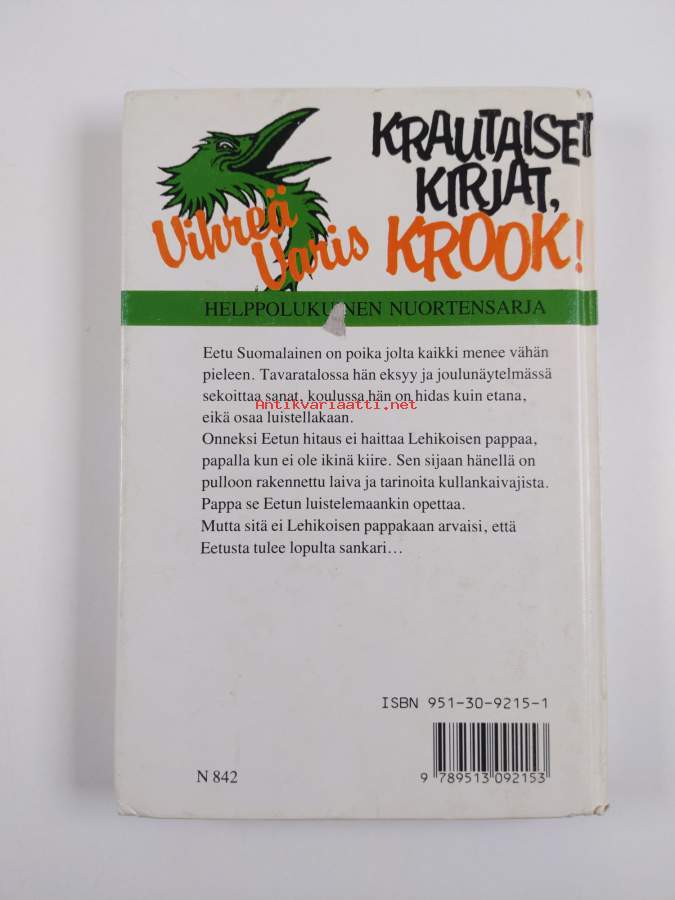 KRAUTAISET
KIRJAT,
KROOK!
Vihreä
Varis
HELPPOLUKUINEN NUORTENSARJA
Eetu Suomalainen on poika jolta kaikki menee vähän
pieleen. Tavaratalossa hän eksyy ja joulunäytelmässä
sekoittaa sanat, koulussa hän on hidas kuin etana,
eikä osaa luistellakaan.
Antikvariaatti.net
Onneksi Eetun hitaus ei haittaa Lehikoisen pappaa,
papalla kun ei ole ikinä kiire. Sen sijaan hänellä on
pulloon rakennettu laiva ja tarinoita kullankaivajista.
Pappa se Eetun luistelemaankin opettaa.
Mutta sitä ei Lehikoisen pappakaan arvaisi, että
Eetusta tulee lopulta sankari…
ISBN 951-30-9215-1
N 842
9 789513 092153